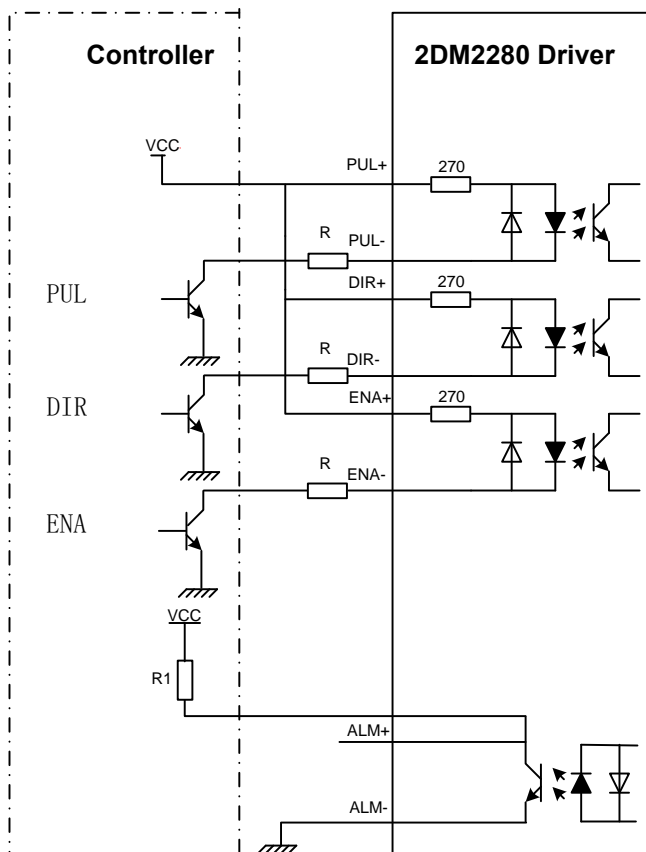 Controller
2DM2280 Driver
VCC
PUL+
270
R
PUL-
PUL
DIR+
270
R
DIR-
DIR
ENA+
270
R
ENA-
ENA
VCC
R1
ALM+
ALM-